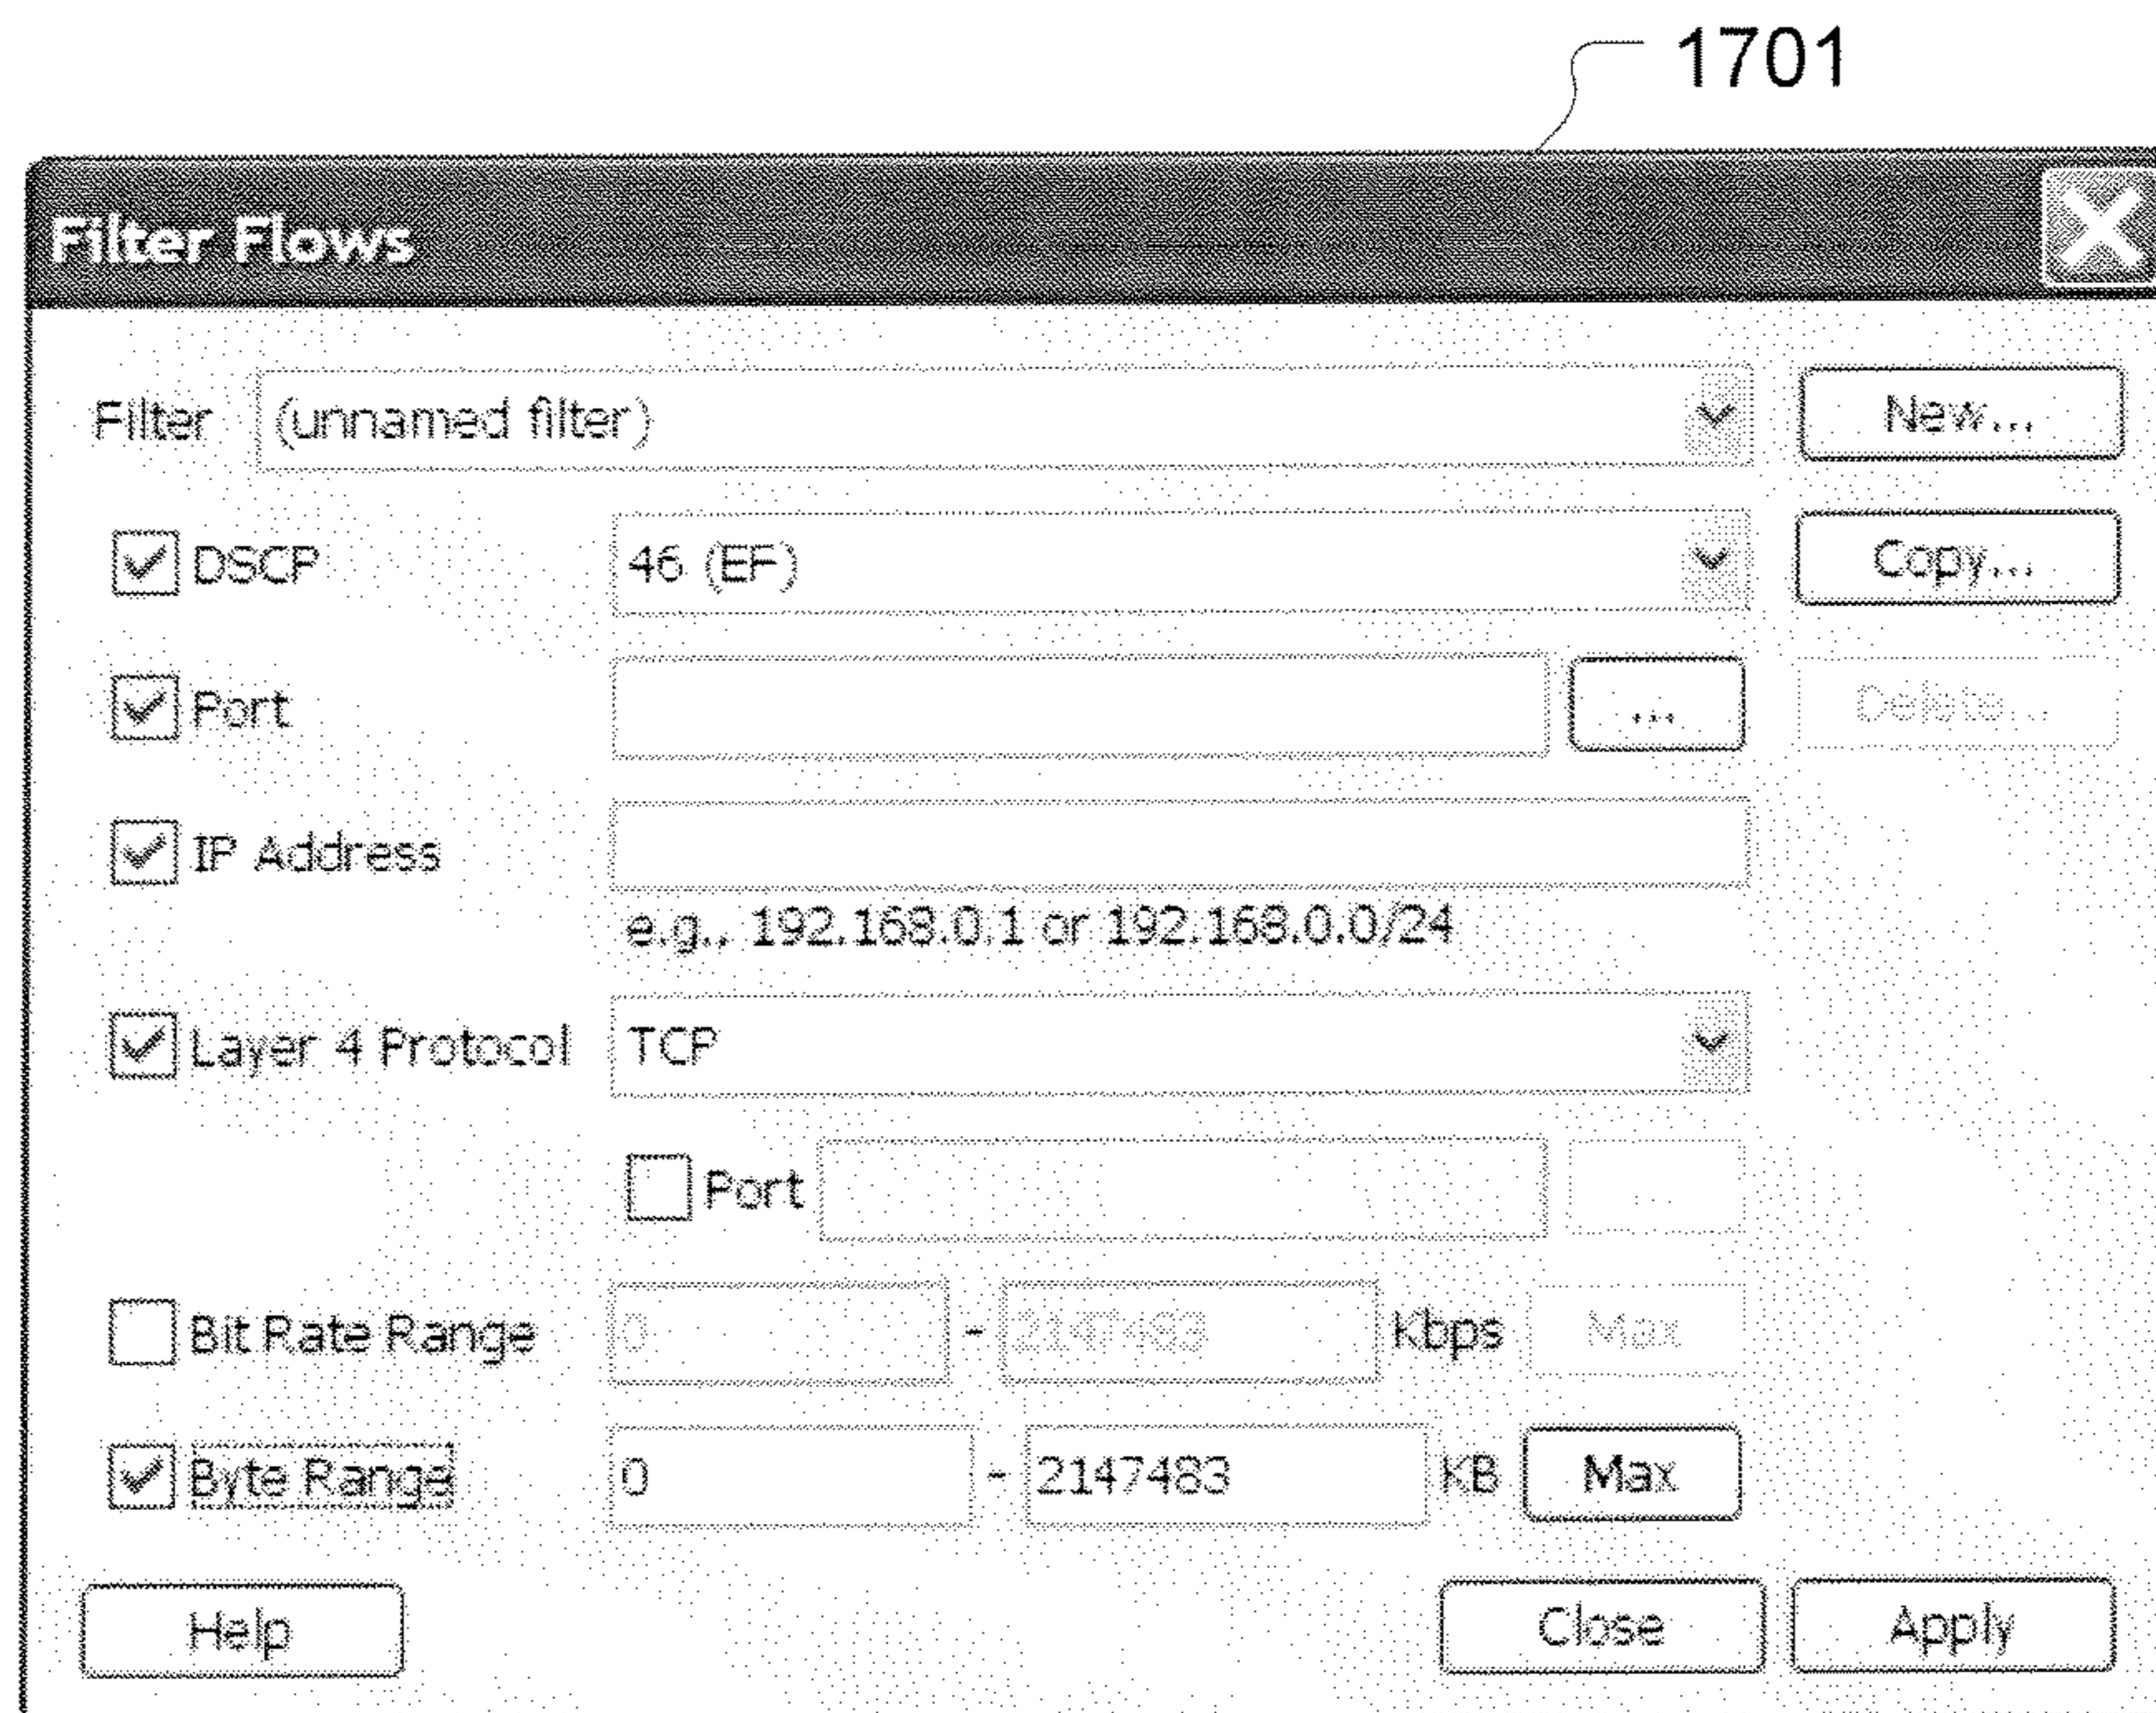 1701
Filter Flows
Filter (unnamed filter) New...
DSCP 46 (EF) Copy...
Port ... Delete...
IP Address
e.g., 192.168.0.1 or 192.168.0.0/24
Layer 4 Protocol TCP
Port ...
Bit Rate Range 0 - 2147483 Kbps Max
Byte Range 0 - 2147483 KB Max
Help Close Apply